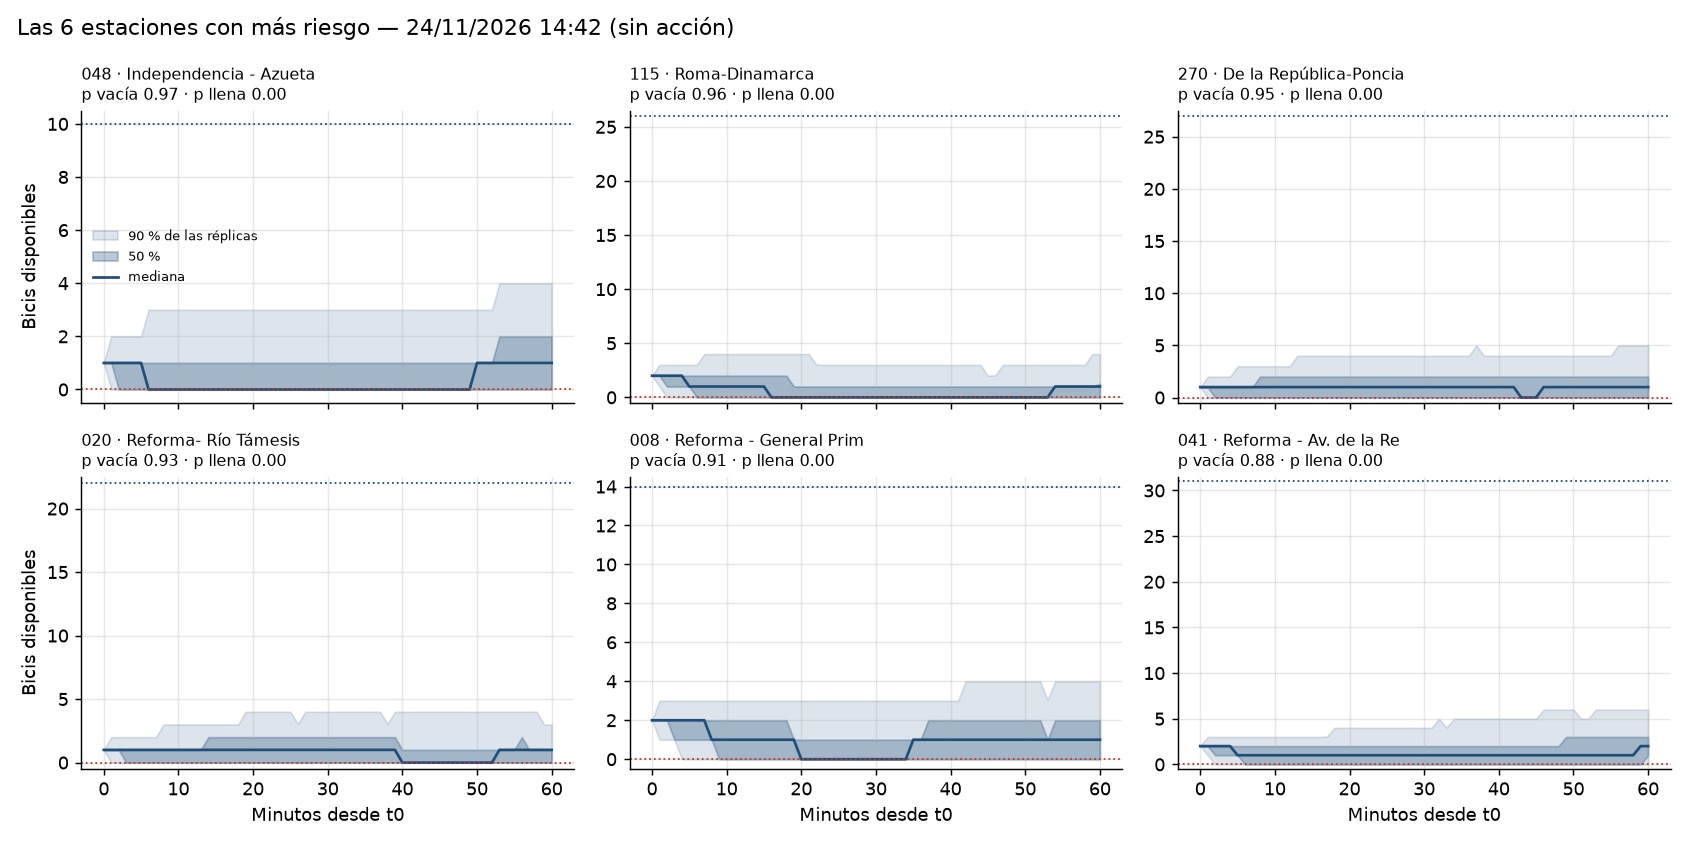 Las 6 estaciones con más riesgo — 24/11/2026 14:42 (sin acción)
048 · Independencia - Azueta
p vacía 0.97 · p llena 0.00
10
8
6
4
2
0
Bicis disponibles
90 % de las réplicas
50 %
mediana
115 · Roma-Dinamarca
p vacía 0.96 · p llena 0.00
25
20
15
10
5
0
270 · De la República-Poncia
p vacía 0.95 · p llena 0.00
25
20
15
10
5
0
020 · Reforma- Río Támesis
p vacía 0.93 · p llena 0.00
20
15
10
5
0
Bicis disponibles
0 10 20 30 40 50 60
Minutos desde t0
008 · Reforma - General Prim
p vacía 0.91 · p llena 0.00
14
12
10
8
6
4
2
0
0 10 20 30 40 50 60
Minutos desde t0
041 · Reforma - Av. de la Re
p vacía 0.88 · p llena 0.00
30
25
20
15
10
5
0
0 10 20 30 40 50 60
Minutos desde t0